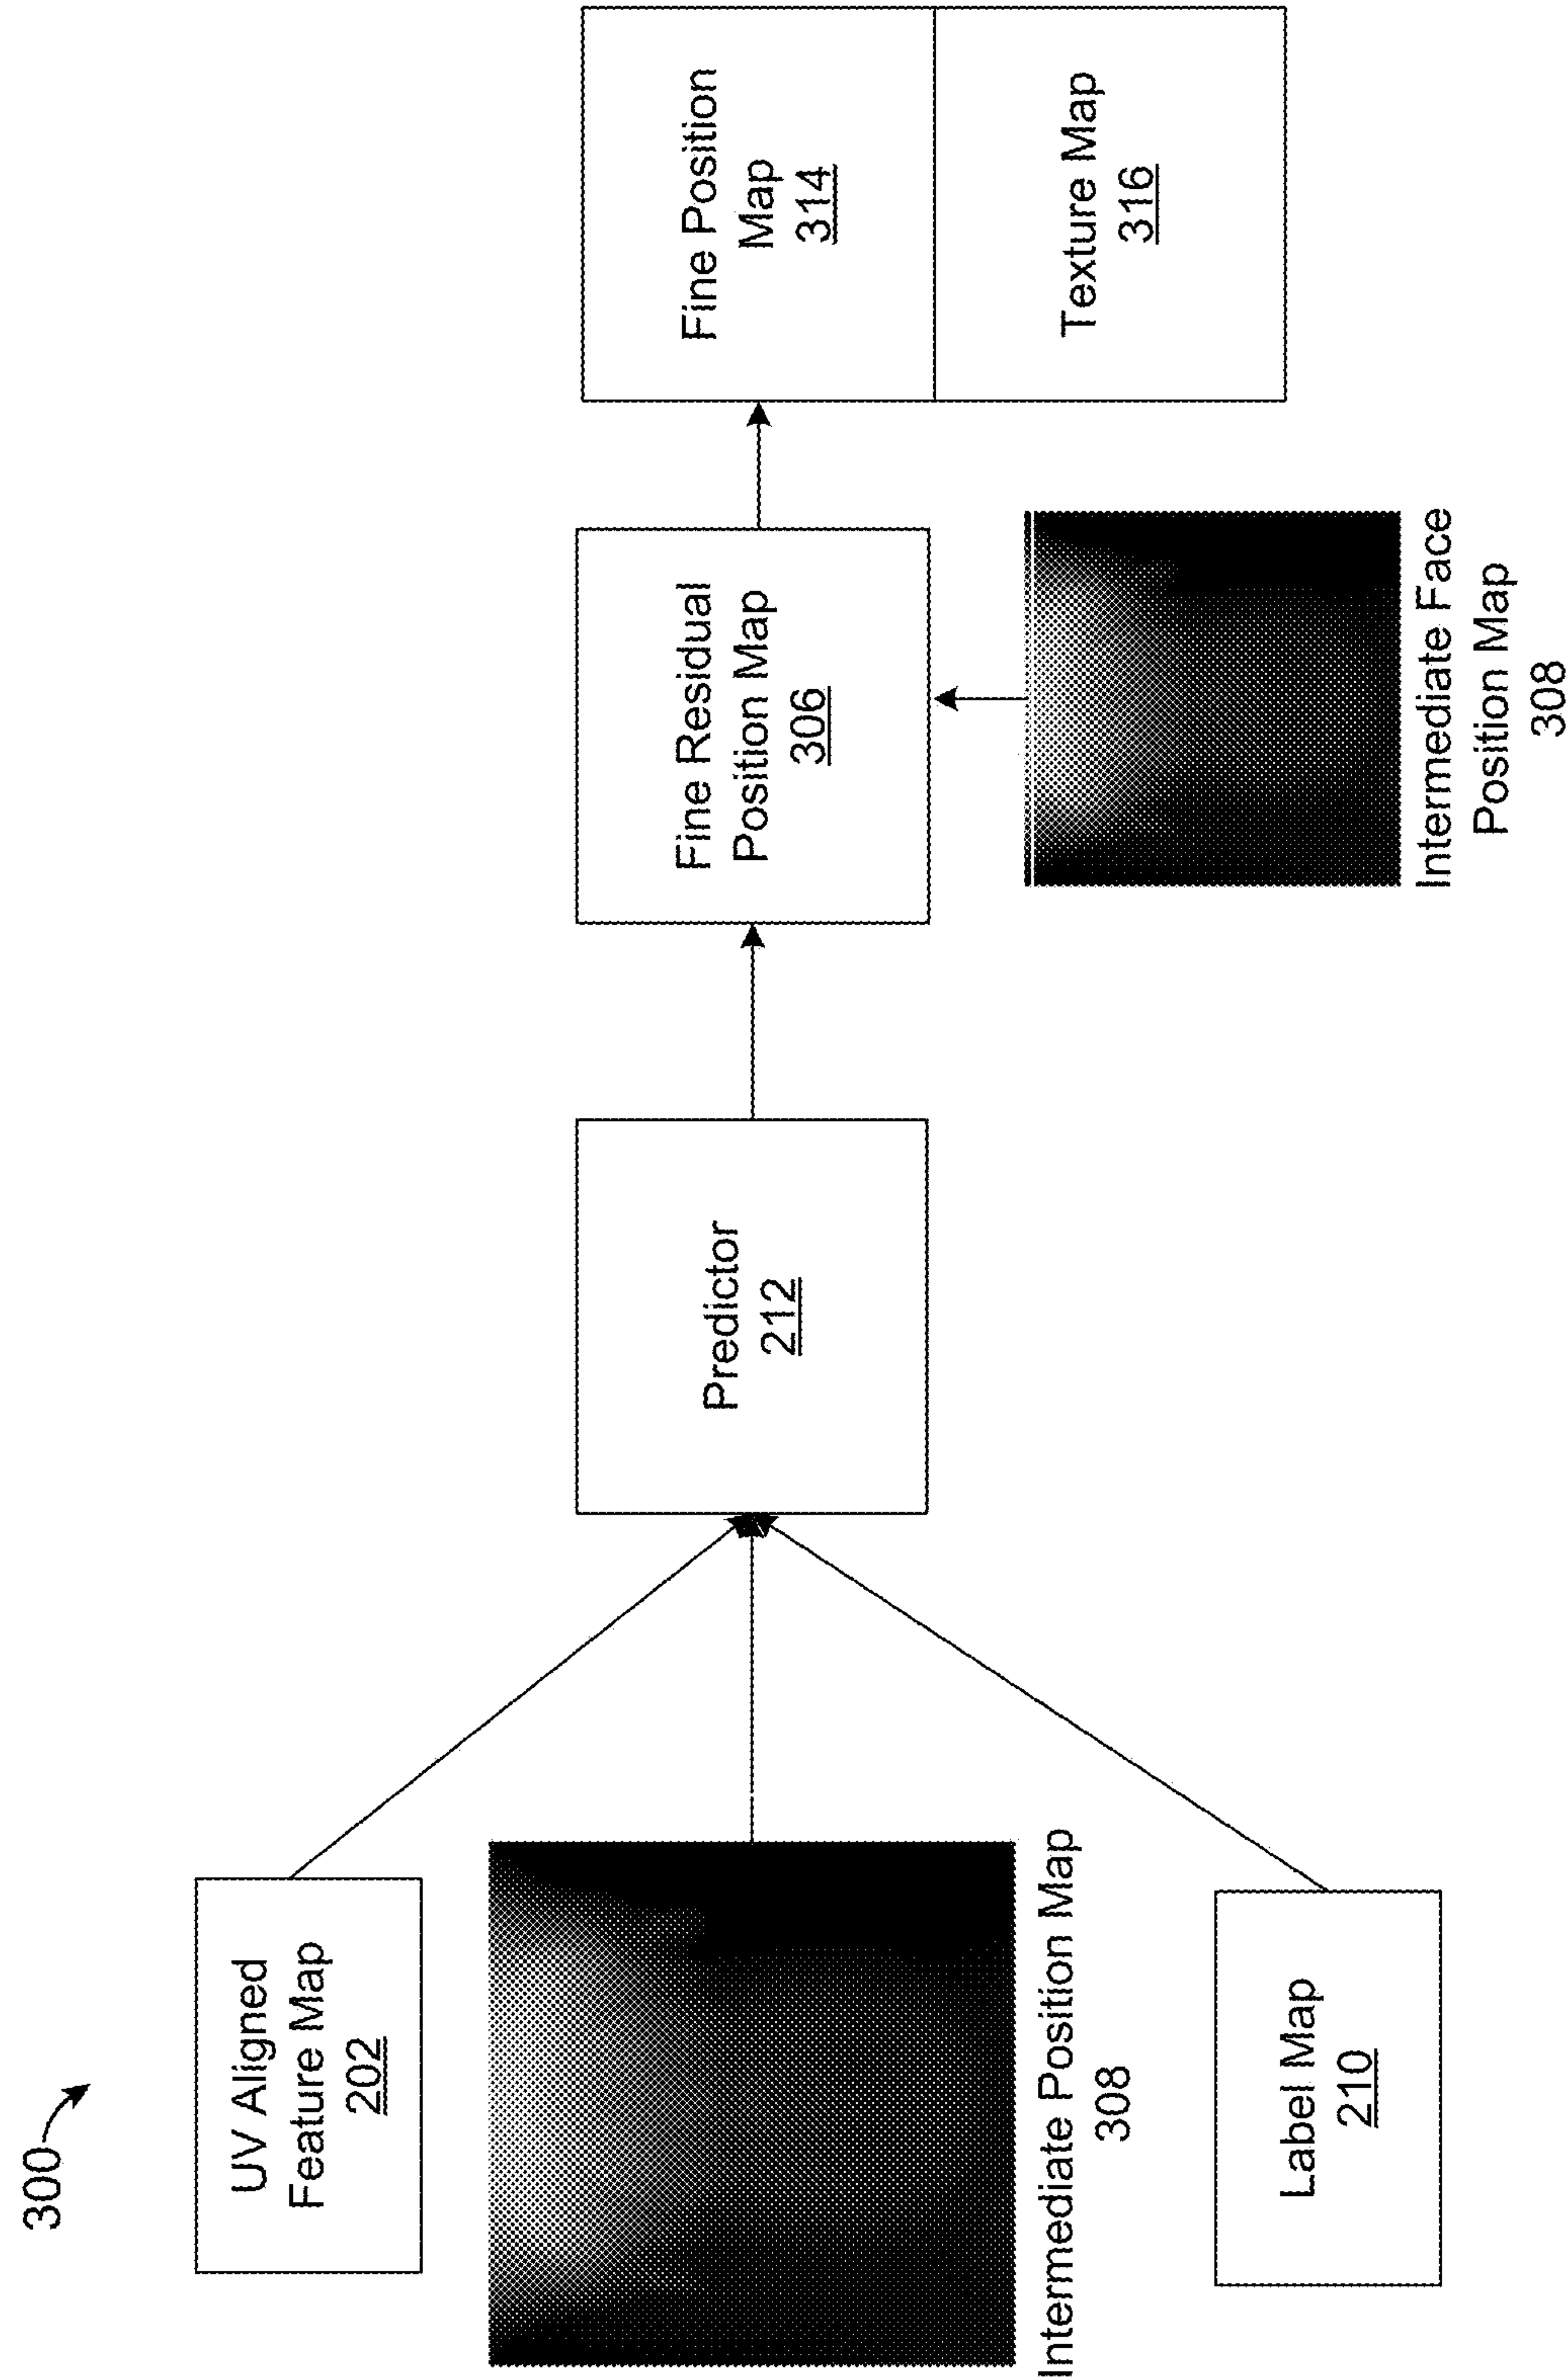 300
UV Aligned
Feature Map
202
Intermediate Position Map
308
Label Map
210
Predictor
212
Fine Residual
Position Map
306
Intermediate Face
Position Map
308
Fine Position
Map
314
Texture Map
316